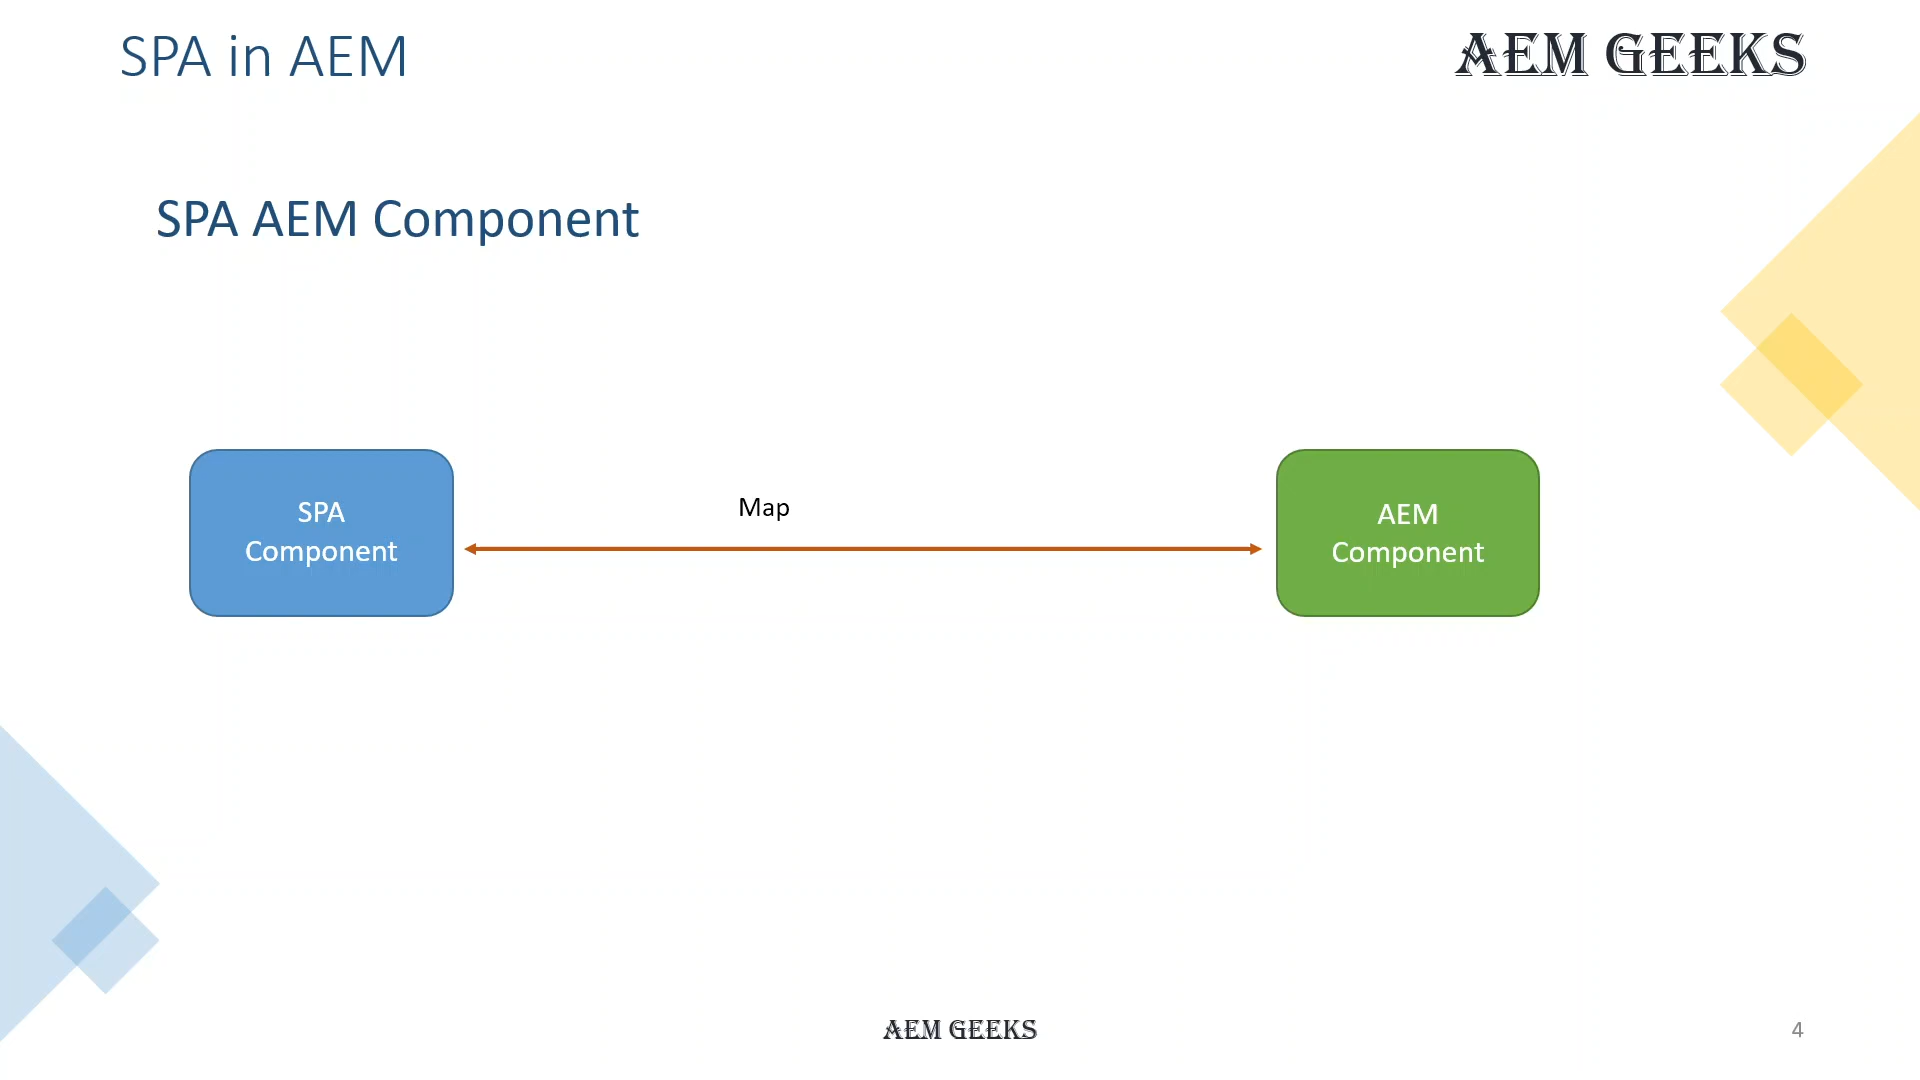 SPA in AEM
AEM GEEKS
SPA AEM Component
SPA
Component
Map
AEM
Component
AEM GEEKS
4